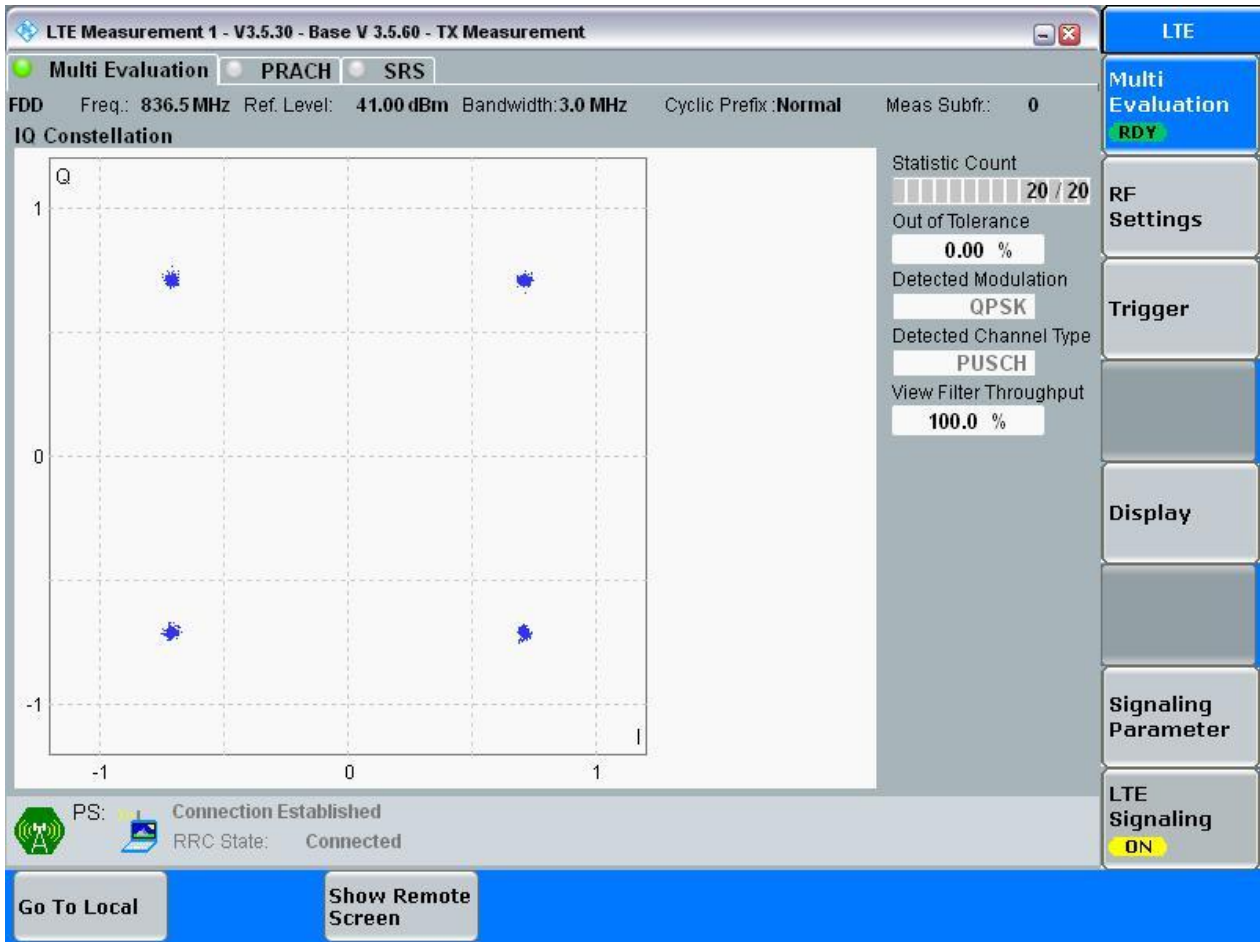 LTE Measurement 1 - V3.5.30 - Base V 3.5.60 - TX Measurement
LTE
Multi Evaluation PRACH SRS
FDD Freq.: 836.5 MHz Ref. Level: 41.00 dBm Bandwidth: 3.0 MHz Cyclic Prefix : Normal Meas Subfr.: 0
IQ Constellation
Q
1
0
-1
I
-1 0 1
Statistic Count
20 / 20
Out of Tolerance
0.00 %
Detected Modulation
QPSK
Detected Channel Type
PUSCH
View Filter Throughput
100.0 %
Multi
Evaluation
RDY
RF
Settings
Trigger
Display
Signaling
Parameter
LTE
Signaling
ON
PS: Connection Established
RRC State: Connected
Go To Local
Show Remote
Screen